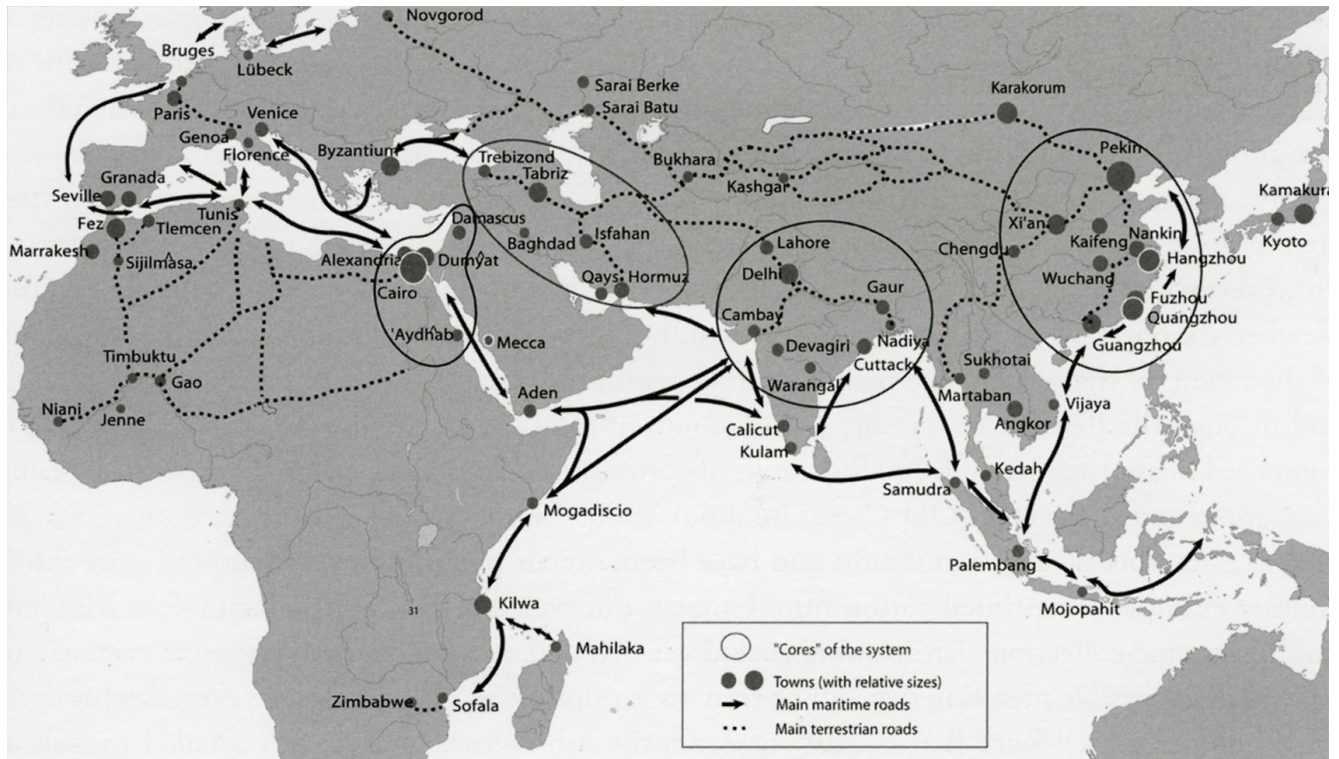 Novgorod
Bruges
Lübeck
Sarai Berke
Sarai Batu
Karakorum
Paris
Venice
Genoa
Florence
Byzantium
Trebizond
Tabriz
Bukhara
Kashgar
Pekin
Granada
Seville
Tunis
Fez
Tlemcen
Marrakesh
Sijilmâsa
Damascus
Baghdad
Isfahan
Alexandria
Dumyât
Cairo
Qays
Hormuz
Lahore
Delhi
Gaur
Xi'an
Chengdu
Kaifeng
Nankin
Hangzhou
Wuchang
Kamakura
Kyoto
Fuzhou
Quangzhou
Guangzhou
Cambay
Devagiri
Nadiya
Cuttack
Warangal
'Aydhâb
Mecca
Timbuktu
Gao
Niani
Jenne
Aden
Sukhotai
Martaban
Angkor
Vijaya
Calicut
Kulam
Kedah
Samudra
Mogadiscio
Palembang
Mojopahit
31
Kilwa
Mahilaka
Zimbabwe
Sofala
"Cores" of the system
Towns (with relative sizes)
Main maritime roads
Main terrestrian roads